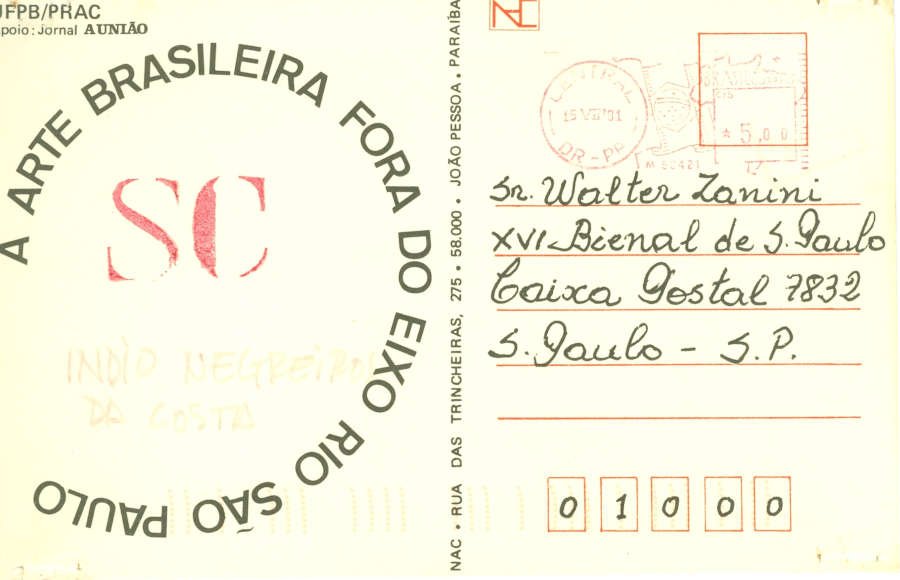 UFPB/PRAC
Apoio: Jornal A UNIÃO
A ARTE BRASILEIRA FORA DO EIXO RIO SÃO PAULO
SC
INDIO NEGREIROS
DA COSTA
NAC • RUA DAS TRINCHEIRAS, 275 • 58.000 • JOÃO PESSOA • PARAÍBA
CENTRAL
15 VII 81
DR-PB
M 52421
* 5,00
Sr. Walter Zanini
XVI Bienal de S. Paulo
Caixa Postal 7832
S. Paulo - S.P.
01000